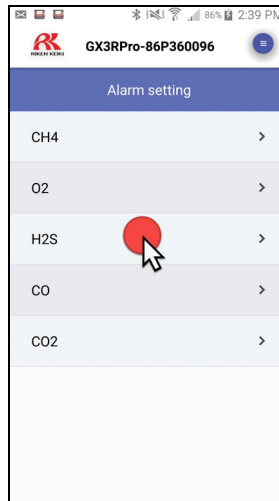 86% 2:39 PM
RIKEN KEIKI
GX3RPro-86P360096
Alarm setting
CH4
O2
H2S
CO
CO2